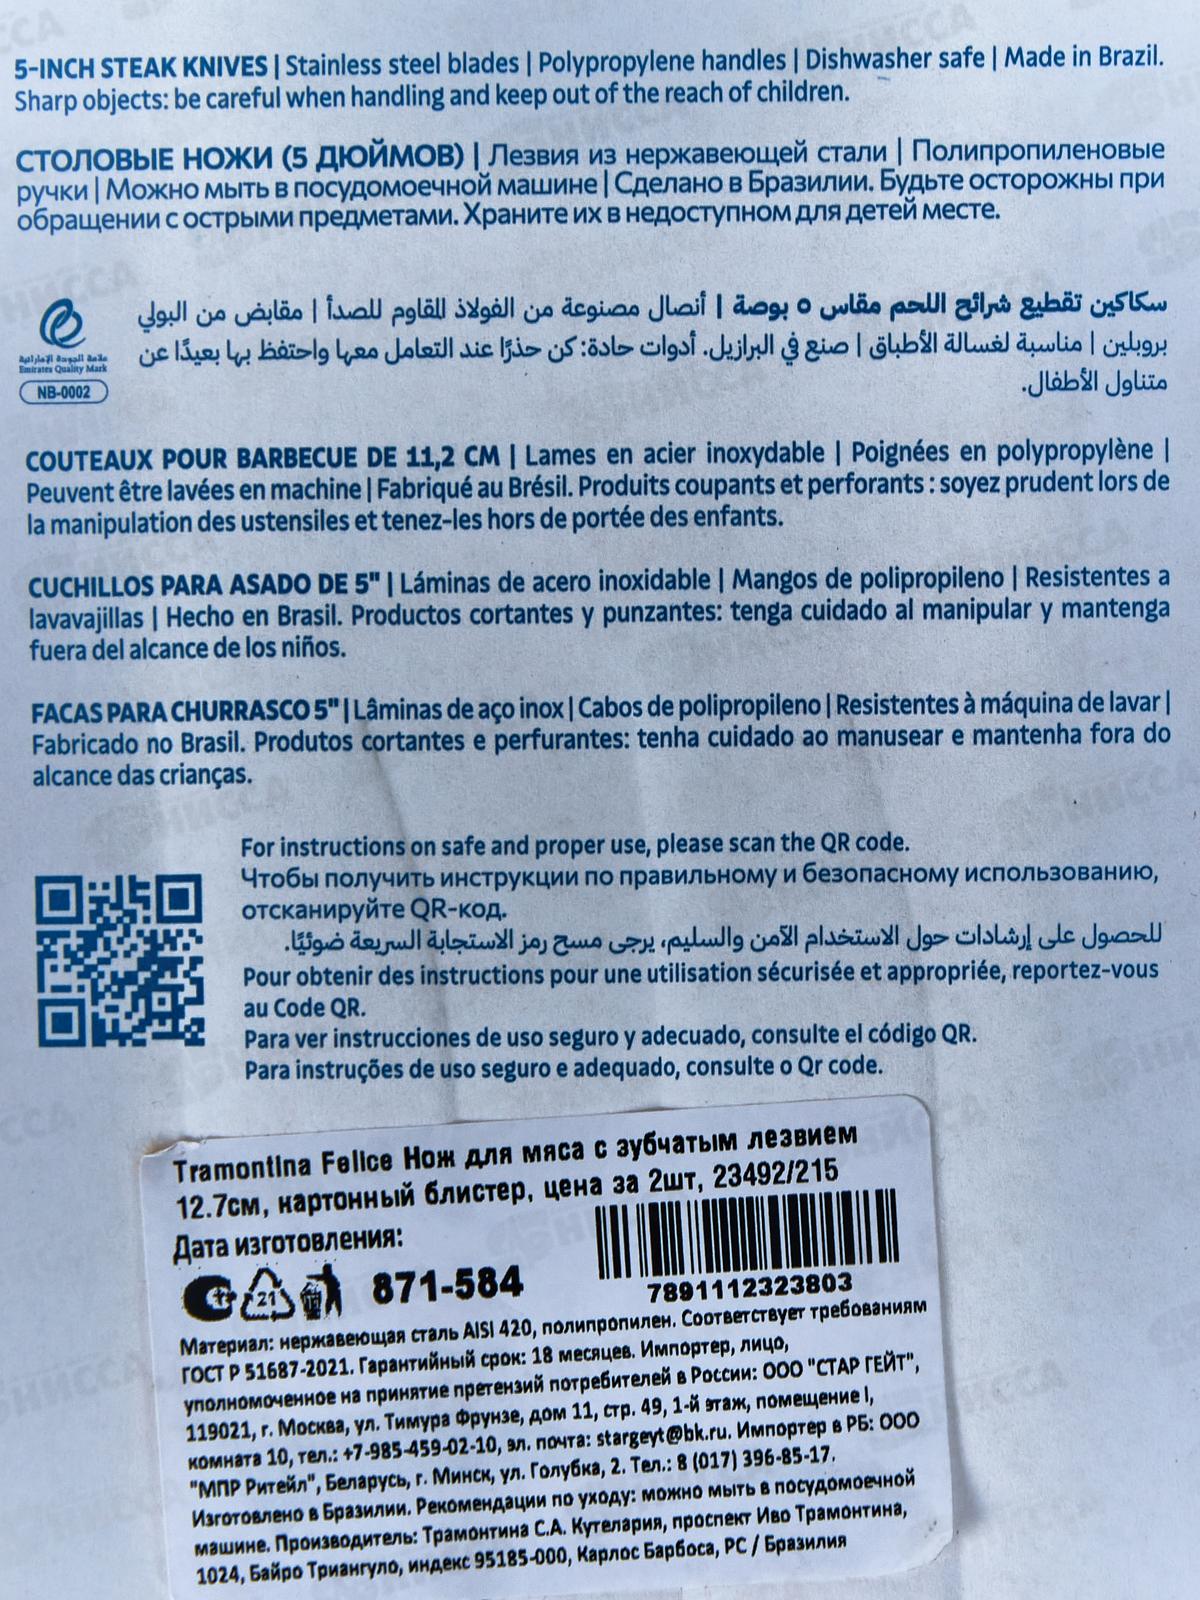 5-INCH STEAK KNIVES | Stainless steel blades | Polypropylene handles | Dishwasher safe | Made in Brazil.
Sharp objects: be careful when handling and keep out of the reach of children.
СТОЛОВЫЕ НОЖИ (5 ДЮЙМОВ) | Лезвия из нержавеющей стали | Полипропиленовые
ручки | Можно мыть в посудомоечной машине | Сделано в Бразилии. Будьте осторожны при
обращении с острыми предметами. Храните их в недоступном для детей месте.
سكاكين تقطيع شرائح اللحم مقاس ٥ بوصة | أنصال مصنوعة من الفولاذ المقاوم للصدأ | مقابض من البولي
بروبلين | مناسبة لغسالة الأطباق | صنع في البرازيل. أدوات حادة: كن حذرًا عند التعامل معها واحتفظ بها بعيدًا عن
متناول الأطفال.
علامة الجودة الإماراتية
Emirates Quality Mark
NB-0002
COUTEAUX POUR BARBECUE DE 11,2 CM | Lames en acier inoxydable | Poignées en polypropylène |
Peuvent être lavées en machine | Fabriqué au Brésil. Produits coupants et perforants : soyez prudent lors de
la manipulation des ustensiles et tenez-les hors de portée des enfants.
CUCHILLOS PARA ASADO DE 5" | Láminas de acero inoxidable | Mangos de polipropileno | Resistentes a
lavavajillas | Hecho en Brasil. Productos cortantes y punzantes: tenga cuidado al manipular y mantenga
fuera del alcance de los niños.
FACAS PARA CHURRASCO 5" | Lâminas de aço inox | Cabos de polipropileno | Resistentes à máquina de lavar |
Fabricado no Brasil. Produtos cortantes e perfurantes: tenha cuidado ao manusear e mantenha fora do
alcance das crianças.
For instructions on safe and proper use, please scan the QR code.
Чтобы получить инструкции по правильному и безопасному использованию,
отсканируйте QR-код.
للحصول على إرشادات حول الاستخدام الآمن والسليم، يرجى مسح رمز الاستجابة السريعة ضوئيًا.
Pour obtenir des instructions pour une utilisation sécurisée et appropriée, reportez-vous
au Code QR.
Para ver instrucciones de uso seguro y adecuado, consulte el código QR.
Para instruções de uso seguro e adequado, consulte o Qr code.
Tramontina Felice Нож для мяса с зубчатым лезвием
12.7см, картонный блистер, цена за 2шт, 23492/215
Дата изготовления:
21
871-584
7891112323803
Материал: нержавеющая сталь AISI 420, полипропилен. Соответствует требованиям
ГОСТ Р 51687-2021. Гарантийный срок: 18 месяцев. Импортер, лицо,
уполномоченное на принятие претензий потребителей в России: ООО "СТАР ГЕЙТ",
119021, г. Москва, ул. Тимура Фрунзе, дом 11, стр. 49, 1-й этаж, помещение I,
комната 10, тел.: +7-985-459-02-10, эл. почта: stargeyt@bk.ru. Импортер в РБ: ООО
"МПР Ритейл", Беларусь, г. Минск, ул. Голубка, 2. Тел.: 8 (017) 396-85-17.
Изготовлено в Бразилии. Рекомендации по уходу: можно мыть в посудомоечной
машине. Производитель: Трамонтина С.А. Кутелария, проспект Иво Трамонтина,
1024, Байро Триангуло, индекс 95185-000, Карлос Барбоса, РС / Бразилия